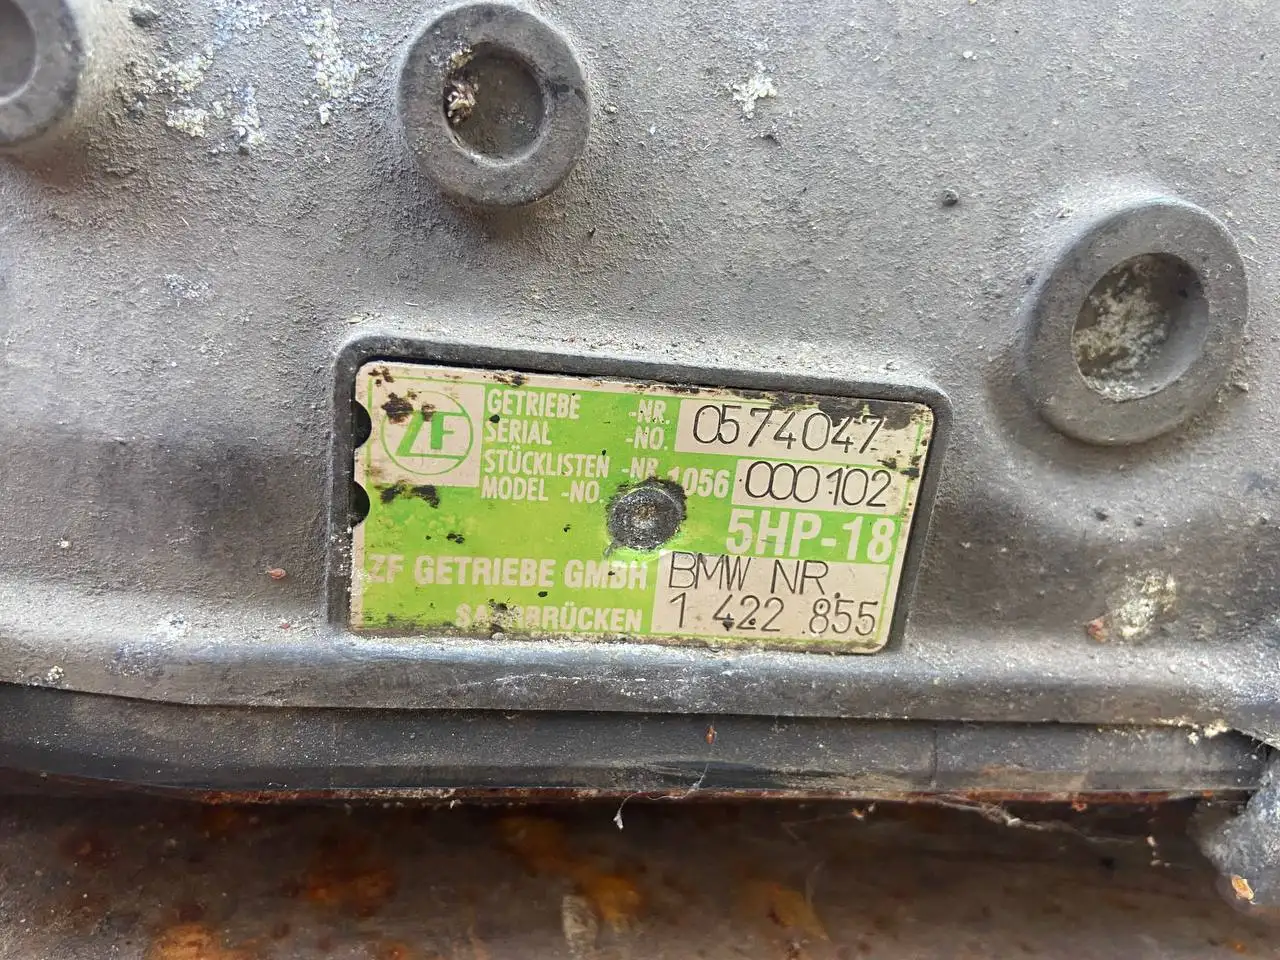 ZF
GETRIEBE -NR. 0574047
SERIAL -NO.
STÜCKLISTEN -NR. 1056 000102
MODEL -NO.
5HP-18
ZF GETRIEBE GMBH BMW NR.
SAARBRÜCKEN 1 422 855